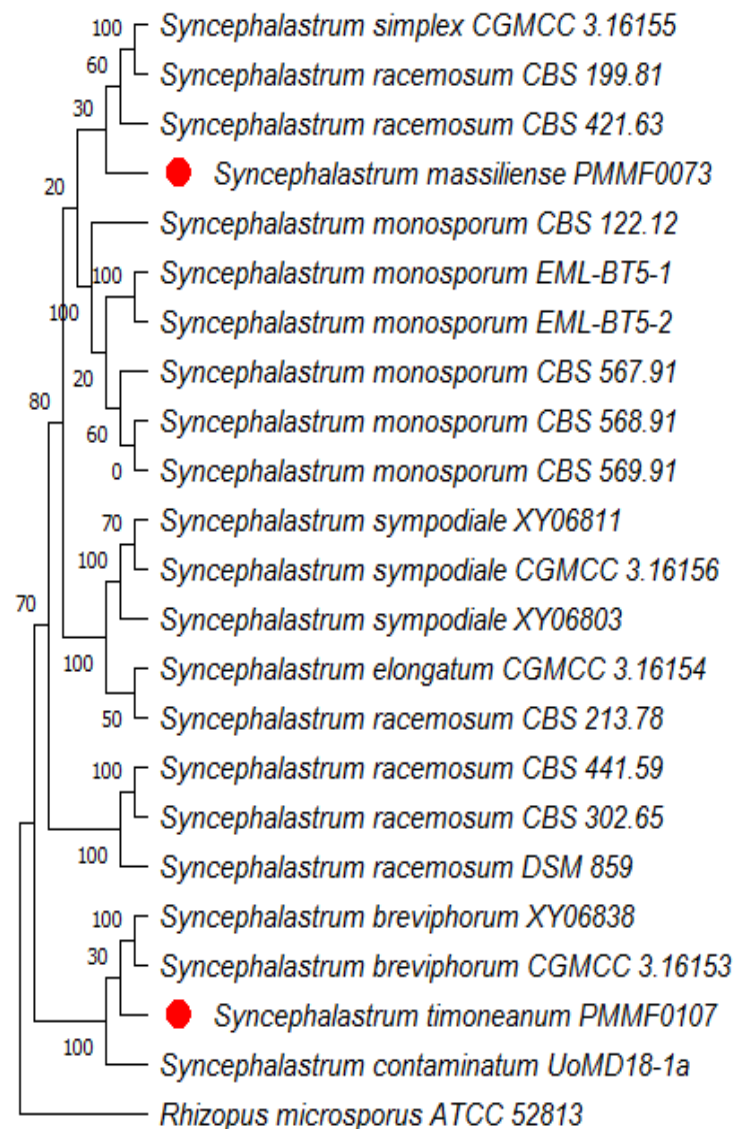 100 Syncephalastrum simplex CGMCC 3.16155
60 Syncephalastrum racemosum CBS 199.81
30 Syncephalastrum racemosum CBS 421.63
Syncephalastrum massiliense PMMF0073
20
Syncephalastrum monosporum CBS 122.12
100 Syncephalastrum monosporum EML-BT5-1
100 Syncephalastrum monosporum EML-BT5-2
20 Syncephalastrum monosporum CBS 567.91
80
60 Syncephalastrum monosporum CBS 568.91
0 Syncephalastrum monosporum CBS 569.91
70 Syncephalastrum sympodiale XY06811
100 Syncephalastrum sympodiale CGMCC 3.16156
70 Syncephalastrum sympodiale XY06803
100 Syncephalastrum elongatum CGMCC 3.16154
50 Syncephalastrum racemosum CBS 213.78
100 Syncephalastrum racemosum CBS 441.59
Syncephalastrum racemosum CBS 302.65
100 Syncephalastrum racemosum DSM 859
100 Syncephalastrum breviphorum XY06838
30 Syncephalastrum breviphorum CGMCC 3.16153
Syncephalastrum timoneanum PMMF0107
100 Syncephalastrum contaminatum UoMD18-1a
Rhizopus microsporus ATCC 52813